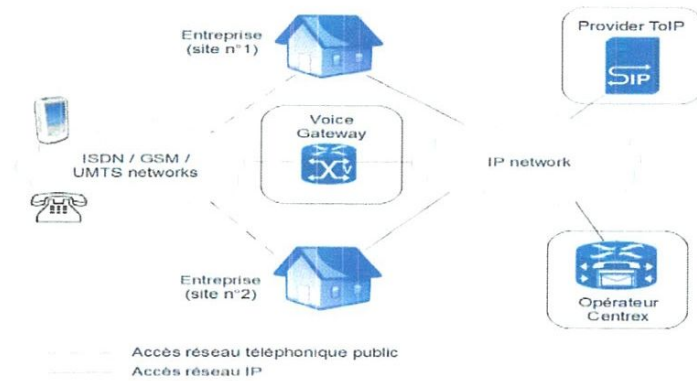 Entreprise
(site n°1)
Provider ToIP
SIP
Voice
Gateway
V
ISDN / GSM /
UMTS networks
IP network
Entreprise
(site n°2)
Opérateur
Centrex
Accès réseau téléphonique public
Accès réseau IP